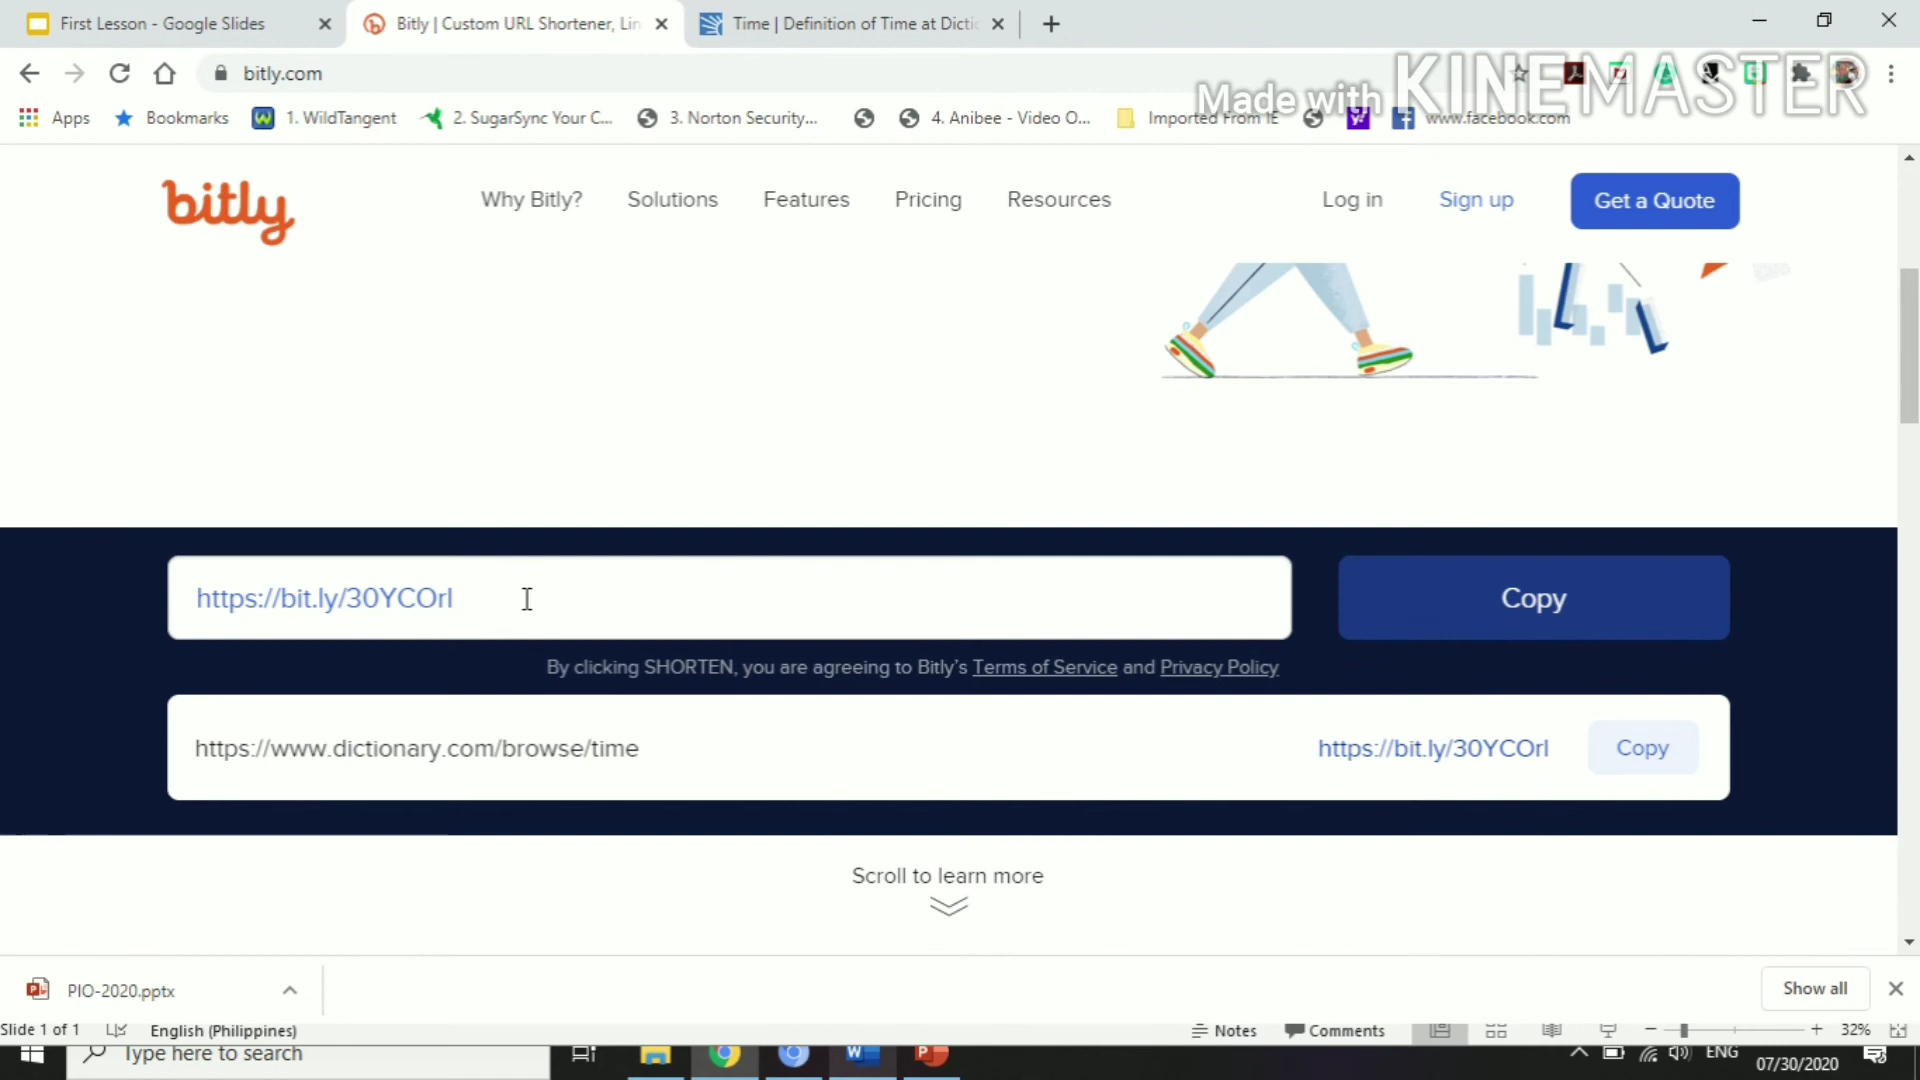 First Lesson - Google Slides
Bitly | Custom URL Shortener, Lin
Time | Definition of Time at Dictio
bitly.com
Made with KINEMASTER
Apps
Bookmarks
1. WildTangent
2. SugarSync Your C...
3. Norton Security...
4. Anibee - Video O...
Imported From IE
www.facebook.com
bitly
Why Bitly?
Solutions
Features
Pricing
Resources
Log in
Sign up
Get a Quote
https://bit.ly/30YCOrl
Copy
By clicking SHORTEN, you are agreeing to Bitly's Terms of Service and Privacy Policy
https://www.dictionary.com/browse/time
https://bit.ly/30YCOrl
Copy
Scroll to learn more
PIO-2020.pptx
Show all
Slide 1 of 1
English (Philippines)
Notes
Comments
32%
Type here to search
ENG
07/30/2020